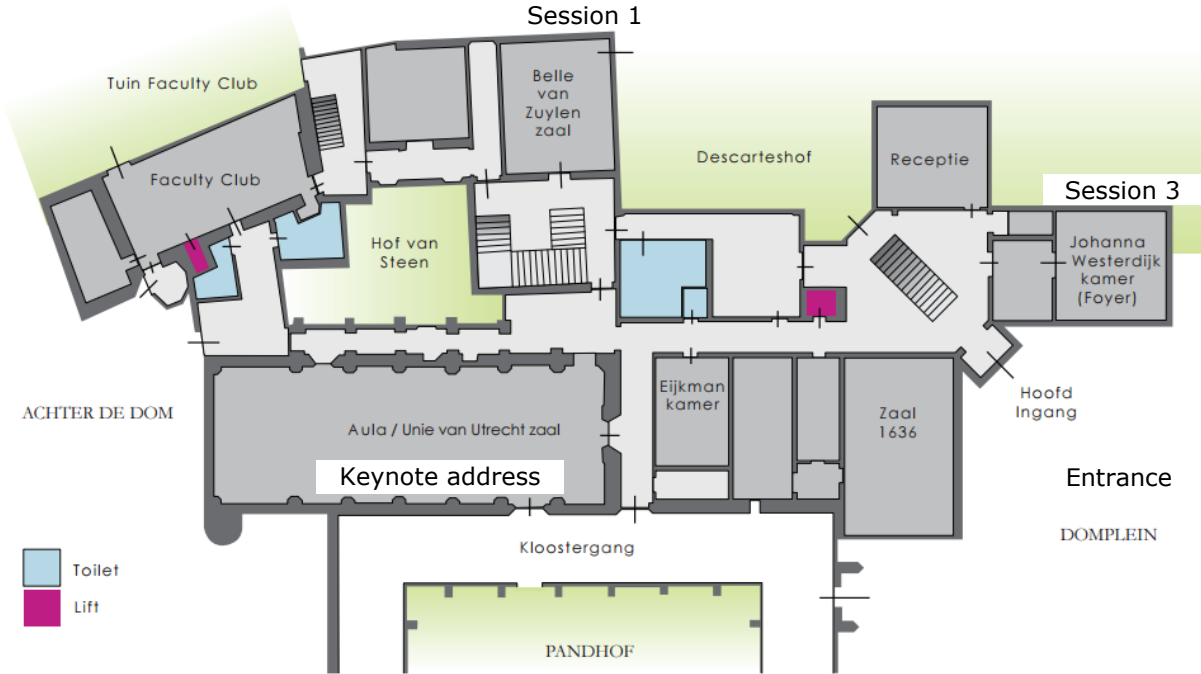 Session 1
Tuin Faculty Club
Belle
van
Zuylen
zaal
Descarteshof
Receptie
Faculty Club
Session 3
Hof van
Steen
Johanna
Westerdijk
kamer
(Foyer)
Eijkman
kamer
Hoofd
Ingang
ACHTER DE DOM
Aula / Unie van Utrecht zaal
Zaal
1636
Keynote address
Entrance
DOMPLEIN
Kloostergang
Toilet
Lift
PANDHOF